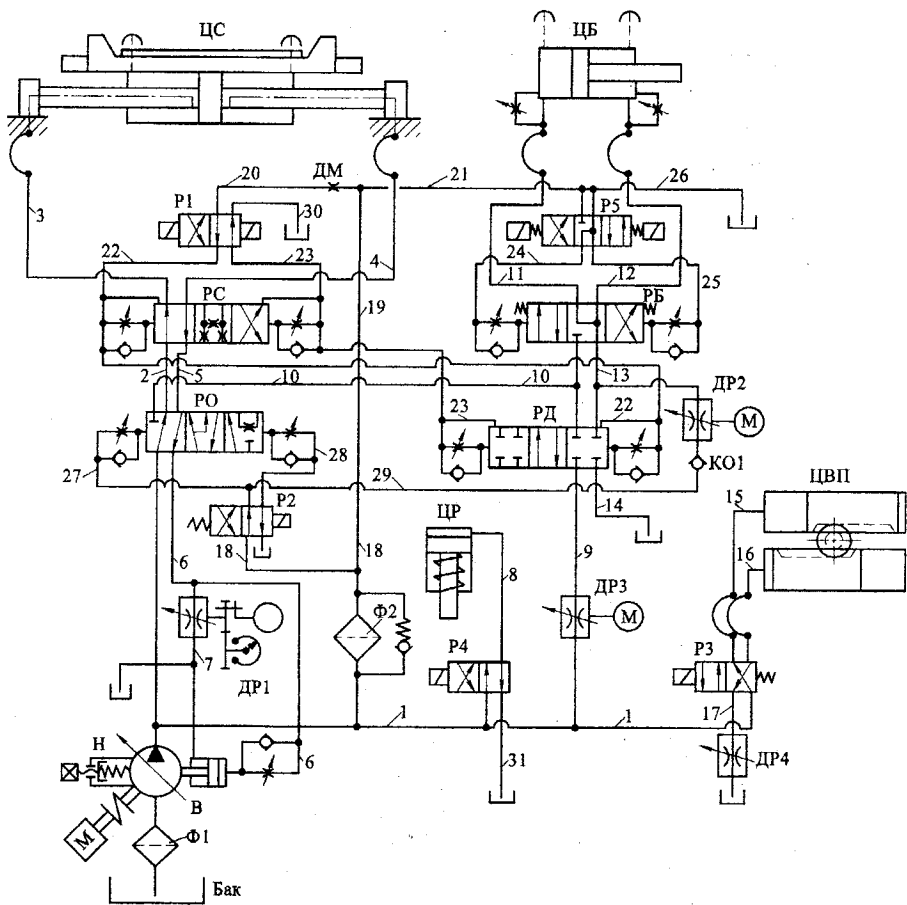 ЦС
ЦБ
20
ДМ
21
26
3
Р1
30
Р5
22
23
4
24
11
12
25
РС
19
РБ
2
5
10
10
13
ДР2
РО
23
РД
22
М
27
28
29
КО1
Р2
ЦР
14
ЦВП
15
18
18
16
6
8
9
ДР3
Ф2
М
7
ДР1
Р4
Р3
17
1
1
Н
6
31
ДР4
В
М
Ф1
Бак